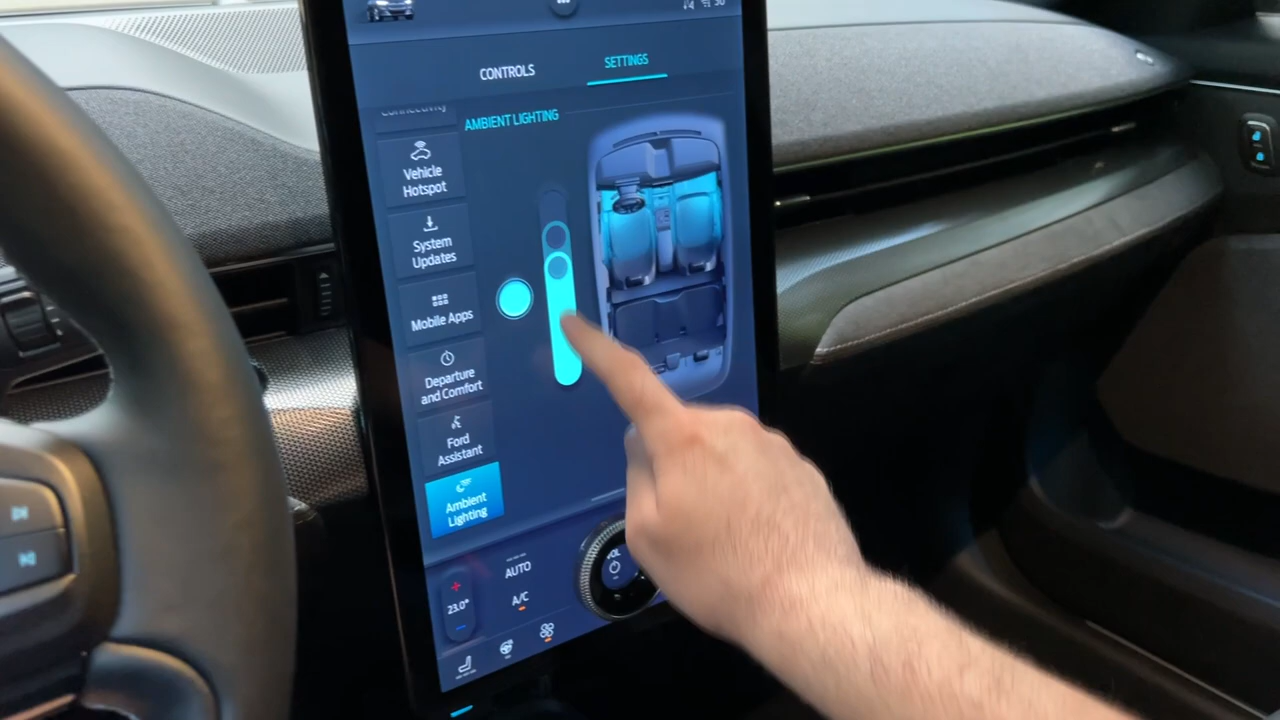 CONTROLS
SETTINGS
Connectivity
AMBIENT LIGHTING
Vehicle
Hotspot
System
Updates
Mobile Apps
Departure
and Comfort
Ford
Assistant
Ambient
Lighting
VOL
AUTO
A/C
23.0°